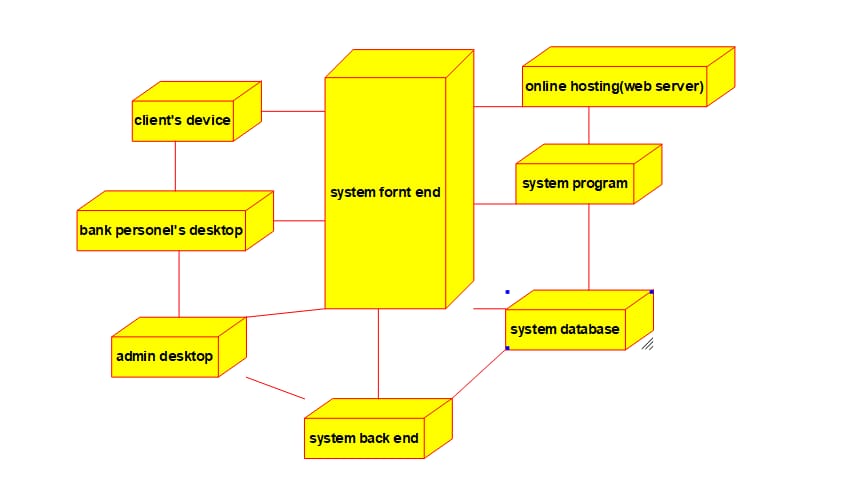 online hosting(web server)
client's device
system program
system fornt end
bank personel's desktop
system database
admin desktop
system back end